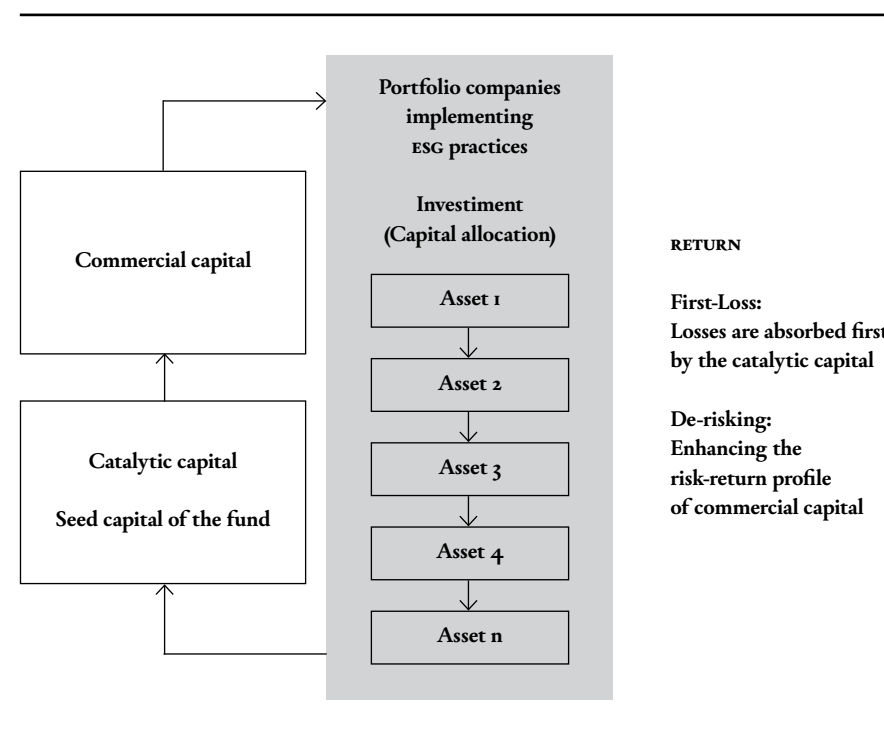 Commercial capital
Catalytic capital
Seed capital of the fund
Portfolio companies
implementing
ESG practices
Investiment
(Capital allocation)
Asset 1
Asset 2
Asset 3
Asset 4
Asset n
RETURN
First-Loss:
Losses are absorbed first
by the catalytic capital
De-risking:
Enhancing the
risk-return profile
of commercial capital